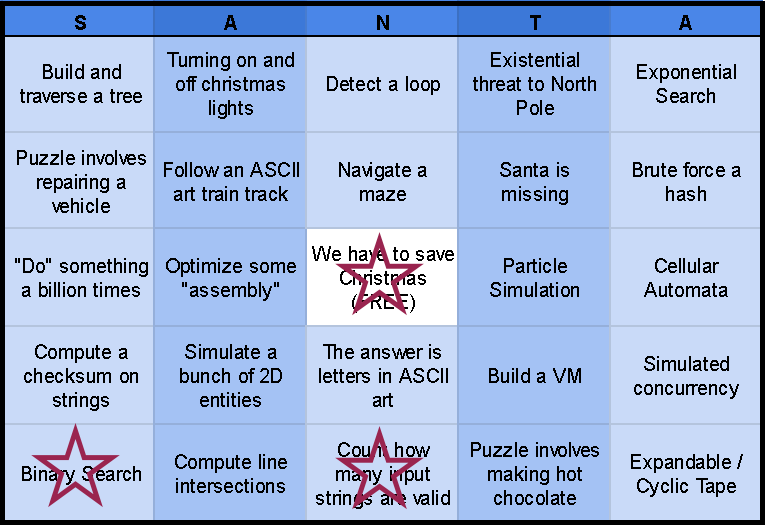 S A N T A
Build and
traverse a tree
Turning on and
off christmas
lights
Detect a loop
Existential
threat to North
Pole
Exponential
Search
Puzzle involves
repairing a
vehicle
Follow an ASCII
art train track
Navigate a
maze
Santa is
missing
Brute force a
hash
"Do" something
a billion times
Optimize some
"assembly"
We have to save
Christmas
(FREE)
Particle
Simulation
Cellular
Automata
Compute a
checksum on
strings
Simulate a
bunch of 2D
entities
The answer is
letters in ASCII
art
Build a VM
Simulated
concurrency
Binary Search
Compute line
intersections
Count how
many input
strings are valid
Puzzle involves
making hot
chocolate
Expandable /
Cyclic Tape